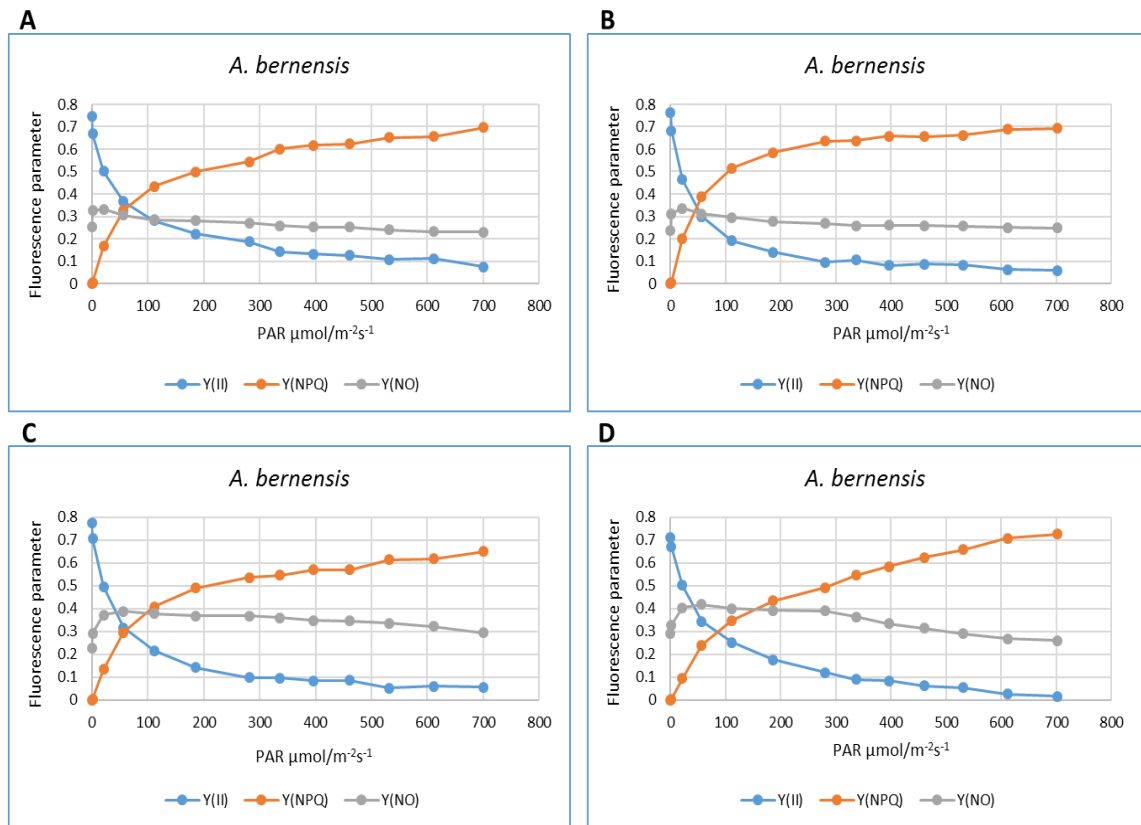 A
A. bernensis
Fluorescence parameter
0.8
0.7
0.6
0.5
0.4
0.3
0.2
0.1
0
0 100 200 300 400 500 600 700 800
PAR µmol/m⁻²s⁻¹
Y(II) Y(NPQ) Y(NO)
B
A. bernensis
Fluorescence parameter
0.8
0.7
0.6
0.5
0.4
0.3
0.2
0.1
0
0 100 200 300 400 500 600 700 800
PAR µmol/m⁻²s⁻¹
Y(II) Y(NPQ) Y(NO)
C
A. bernensis
Fluorescence parameter
0.8
0.7
0.6
0.5
0.4
0.3
0.2
0.1
0
0 100 200 300 400 500 600 700 800
PAR µmol/m⁻²s⁻¹
Y(II) Y(NPQ) Y(NO)
D
A. bernensis
Fluorescence parameter
0.8
0.7
0.6
0.5
0.4
0.3
0.2
0.1
0
0 100 200 300 400 500 600 700 800
PAR µmol/m⁻²s⁻¹
Y(II) Y(NPQ) Y(NO)